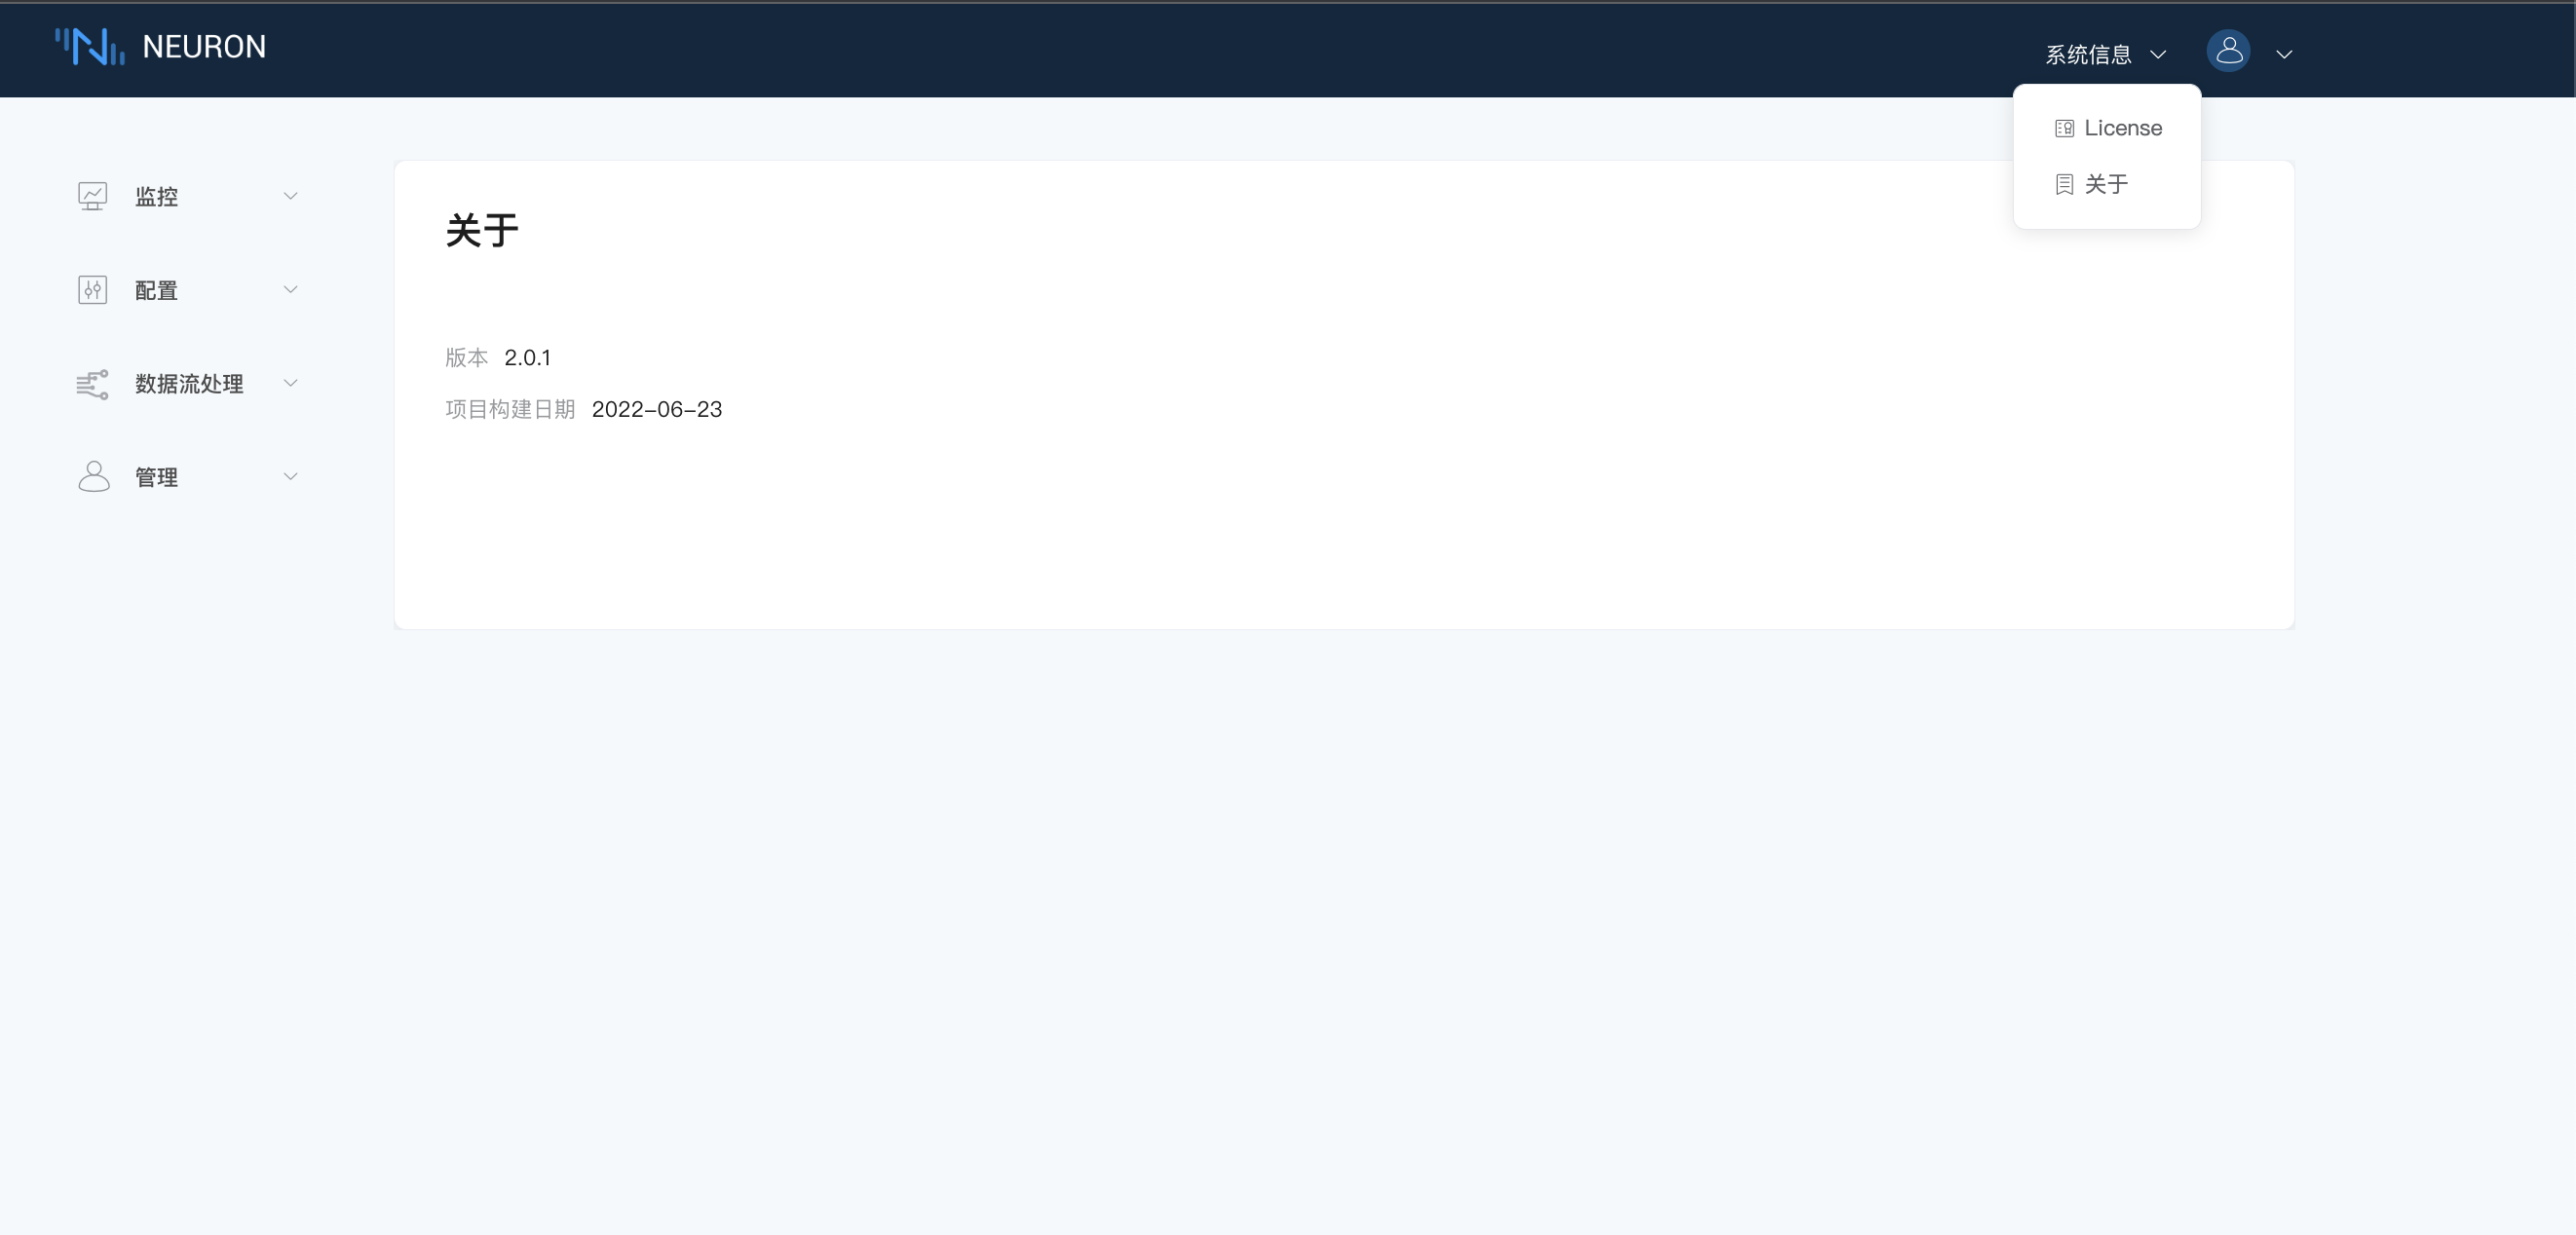 NEURON
系统信息
License
关于
监控
配置
数据流处理
管理
关于
版本 2.0.1
项目构建日期 2022-06-23